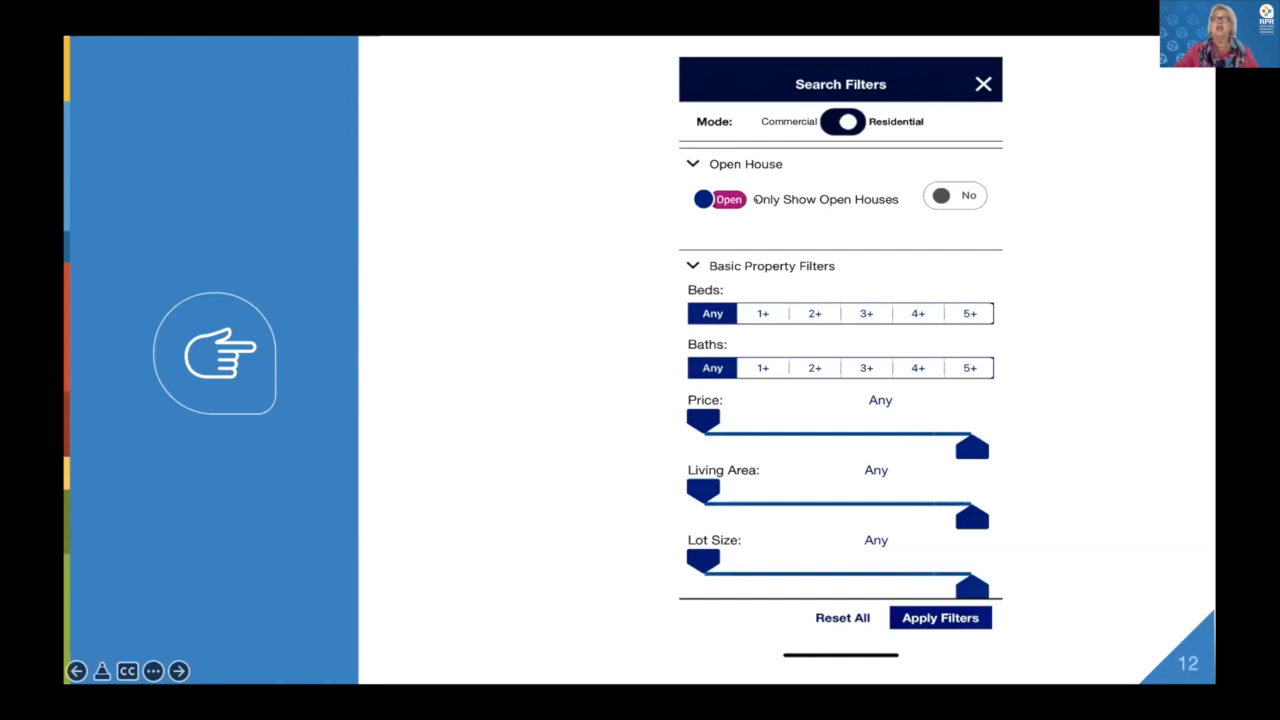 RPR
Search Filters
Mode: Commercial Residential
Open House
Open Only Show Open Houses No
Basic Property Filters
Beds:
Any 1+ 2+ 3+ 4+ 5+
Baths:
Any 1+ 2+ 3+ 4+ 5+
Price: Any
Living Area: Any
Lot Size: Any
Reset All Apply Filters
CC
12